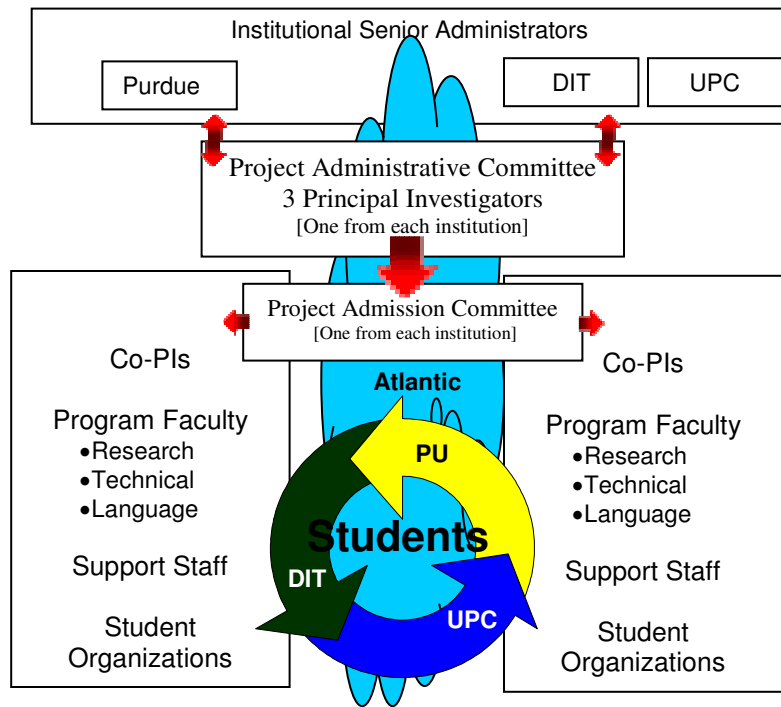 Institutional Senior Administrators
Purdue
DIT
UPC
Project Administrative Committee
3 Principal Investigators
[One from each institution]
Project Admission Committee
[One from each institution]
Co-PIs
Program Faculty
•Research
•Technical
•Language
Support Staff
Student
Organizations
Atlantic
PU
Students
DIT
UPC
Co-PIs
Program Faculty
•Research
•Technical
•Language
Support Staff
Student
Organizations